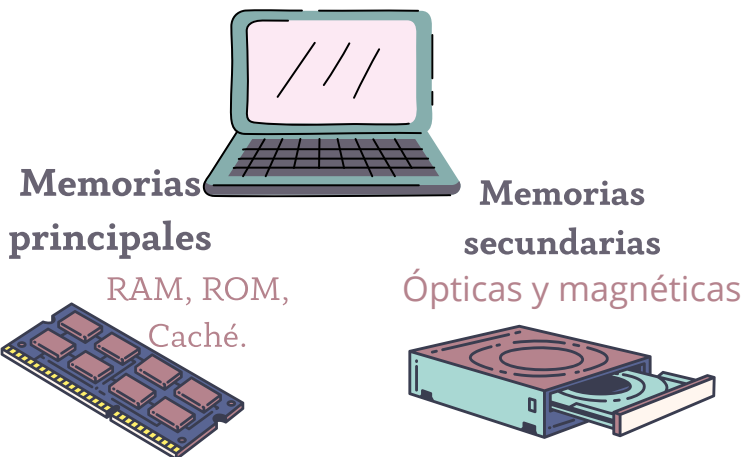 Memorias
principales
RAM, ROM,
Caché.
Memorias
secundarias
Ópticas y magnéticas